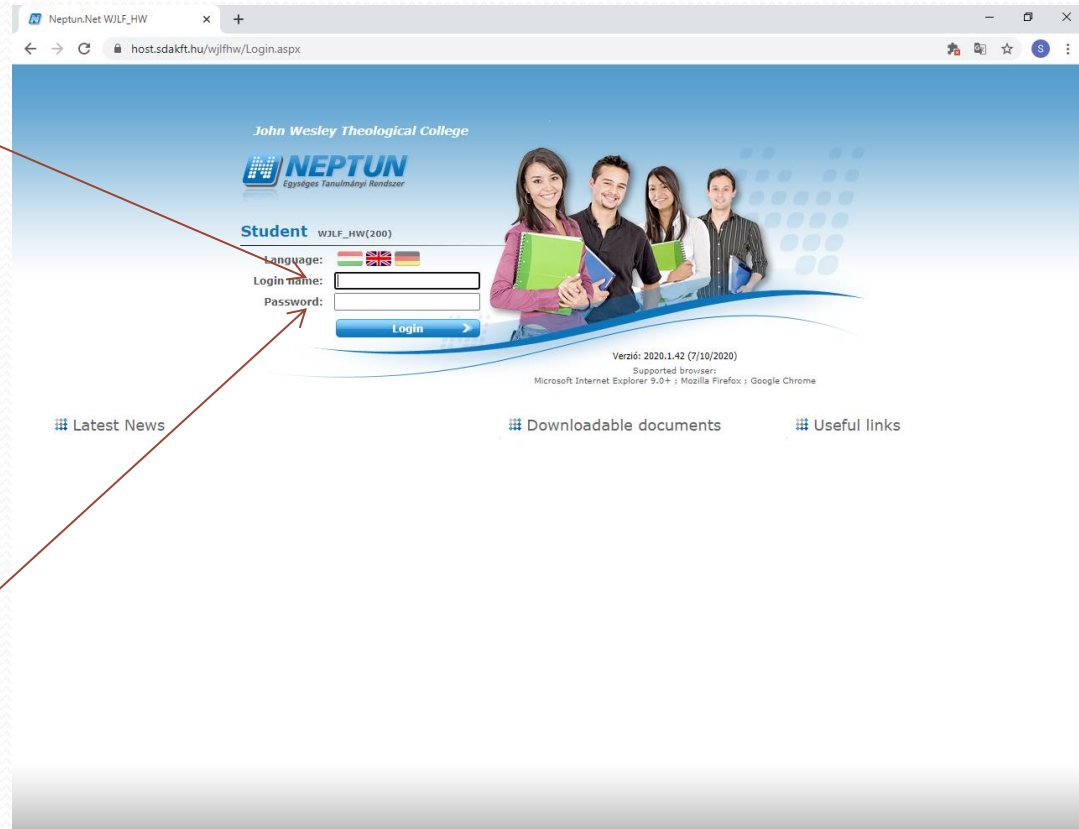 Neptun.Net WJLF_HW
host.sdakft.hu/wjlfhw/Login.aspx
S
John Wesley Theological College
NEPTUN
Egységes Tanulmányi Rendszer
Student WJLF_HW(200)
Language:
Login name:
Password:
Login
Verzió: 2020.1.42 (7/10/2020)
Supported browser:
Microsoft Internet Explorer 9.0+ ; Mozilla Firefox ; Google Chrome
Latest News
Downloadable documents
Useful links